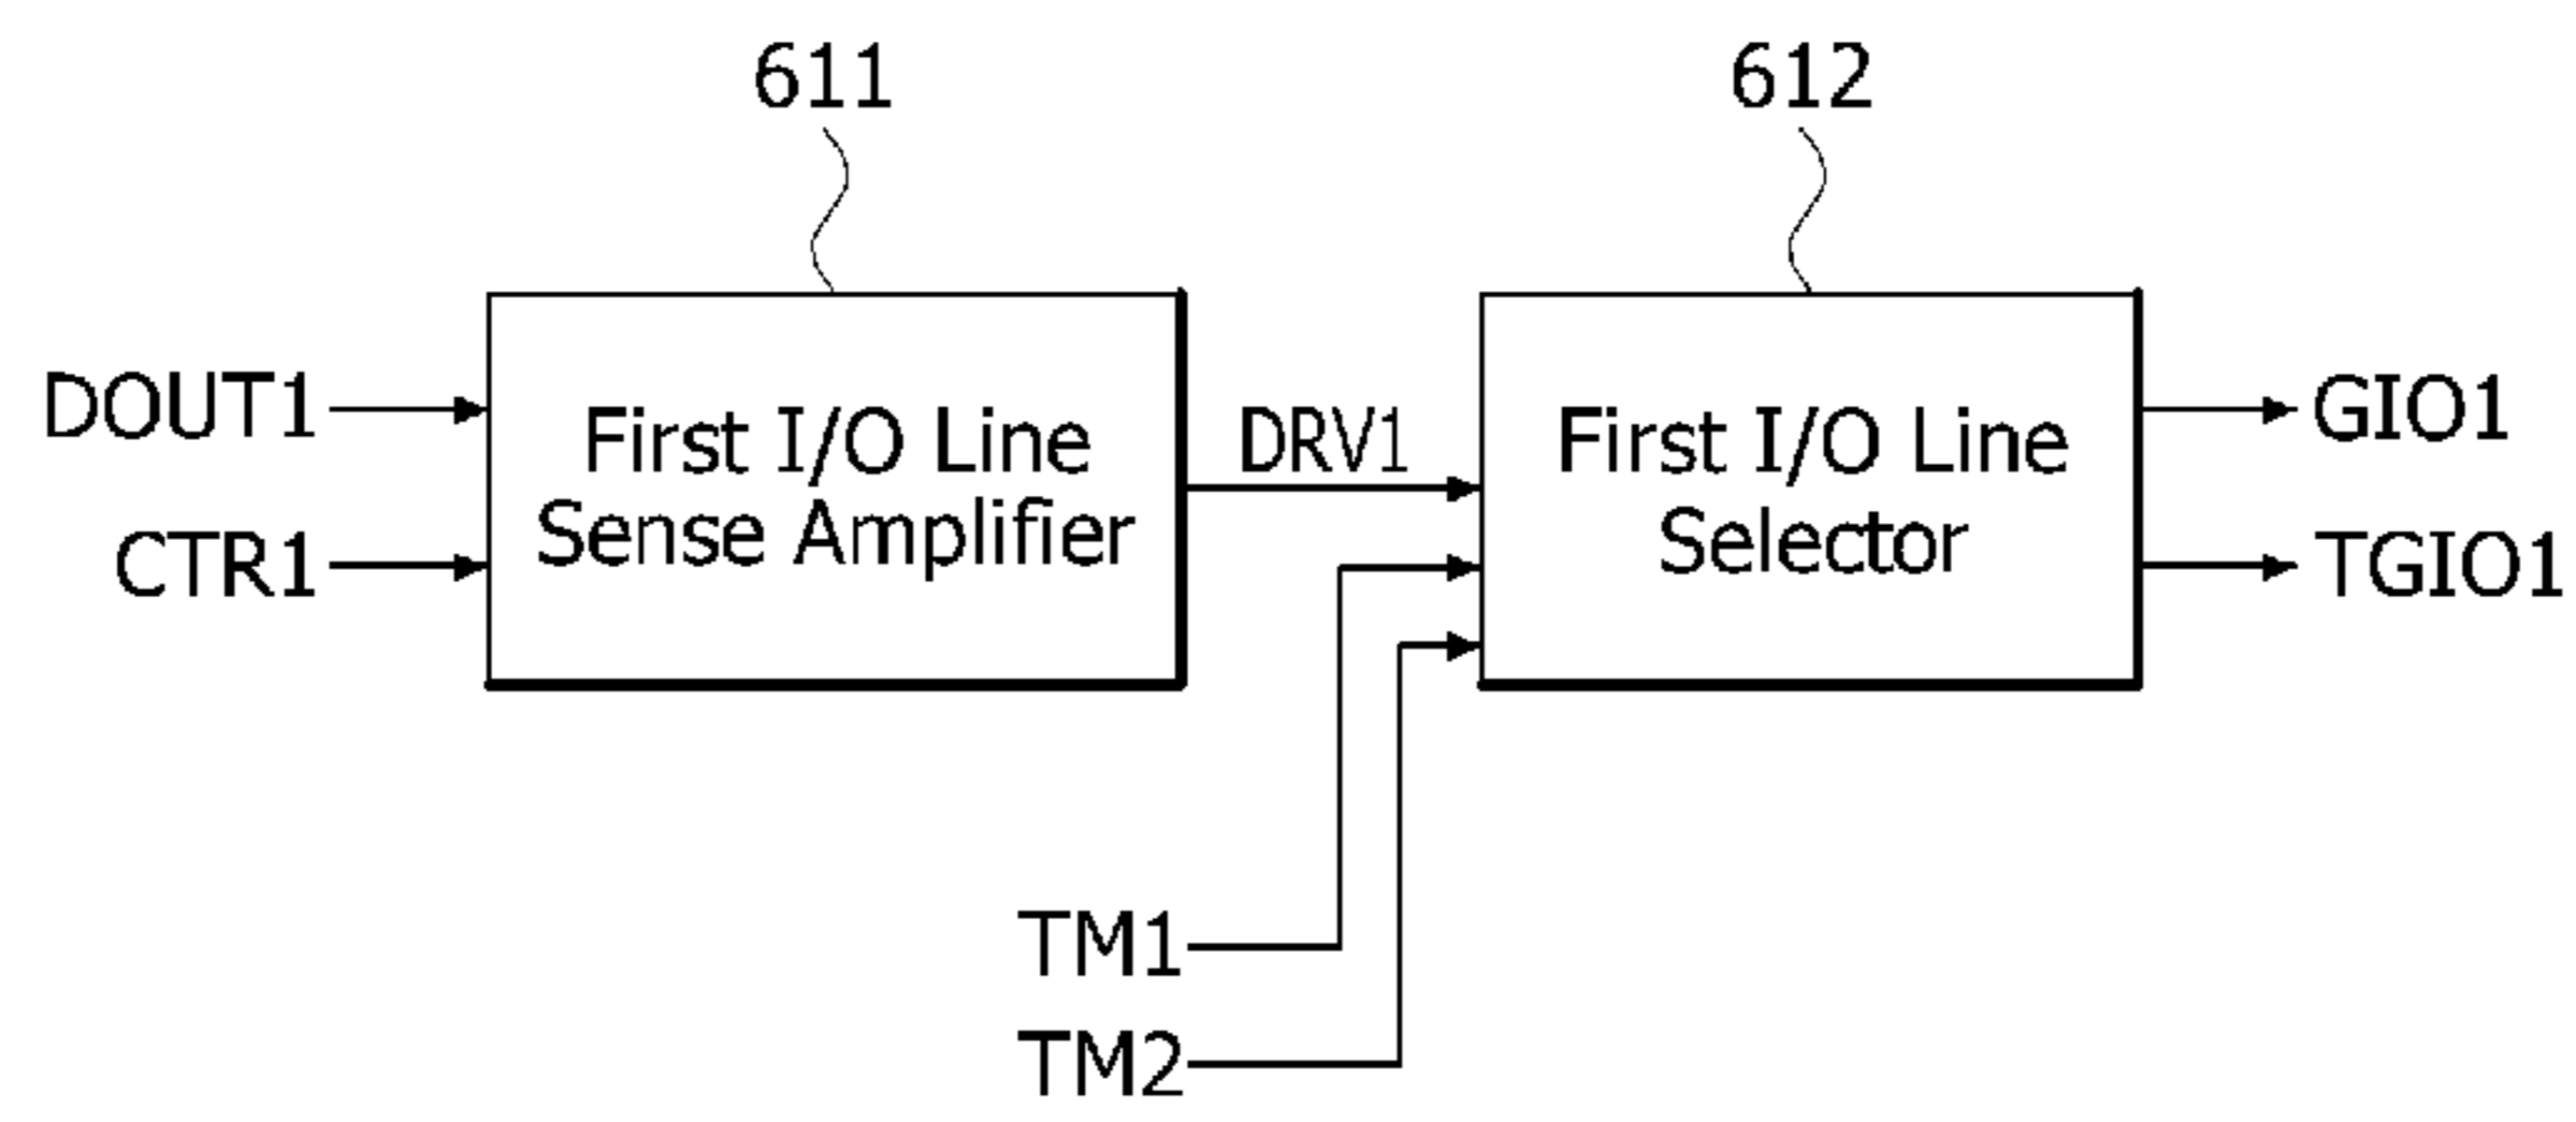 611
612
DOUT1
CTR1
First I/O Line
Sense Amplifier
DRV1
First I/O Line
Selector
GIO1
TGIO1
TM1
TM2